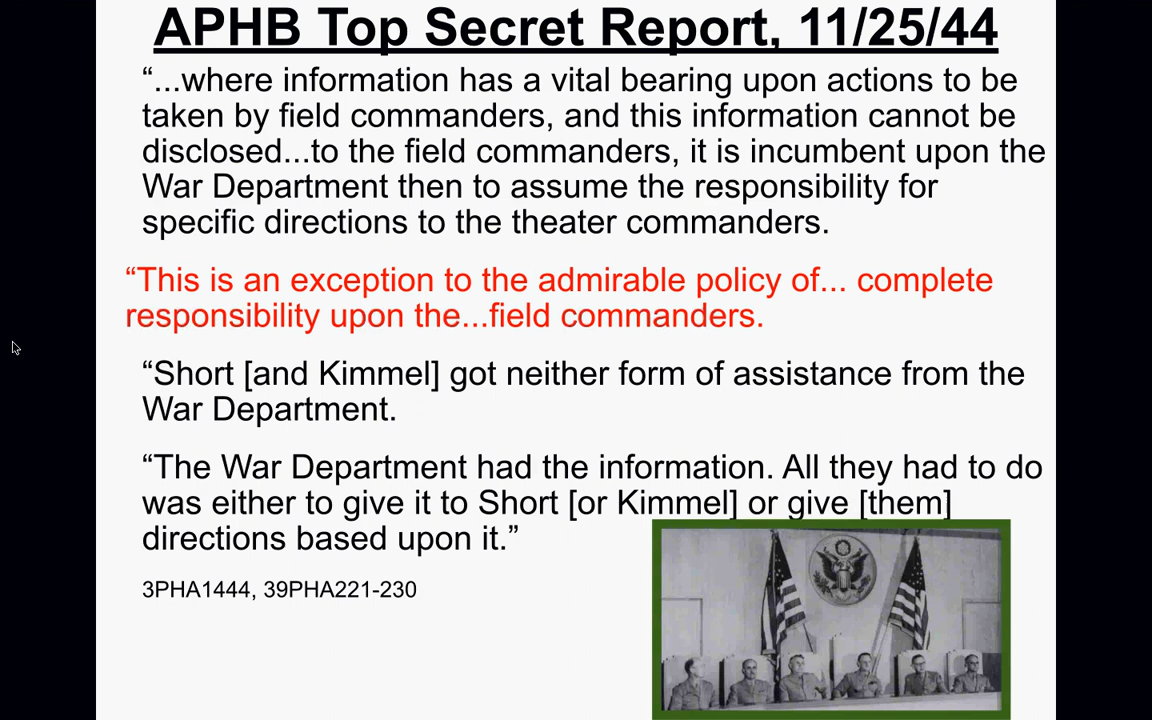 APHB Top Secret Report, 11/25/44
“...where information has a vital bearing upon actions to be
taken by field commanders, and this information cannot be
disclosed...to the field commanders, it is incumbent upon the
War Department then to assume the responsibility for
specific directions to the theater commanders.
“This is an exception to the admirable policy of... complete
responsibility upon the...field commanders.
“Short [and Kimmel] got neither form of assistance from the
War Department.
“The War Department had the information. All they had to do
was either to give it to Short [or Kimmel] or give [them]
directions based upon it.”
3PHA1444, 39PHA221-230